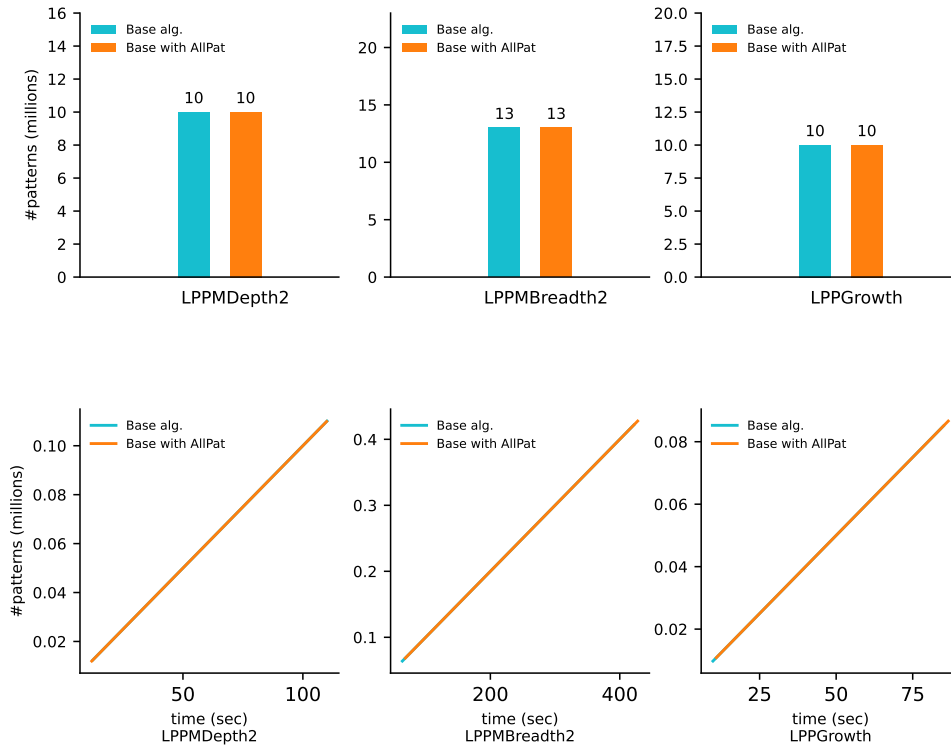 16
14
12
10
8
6
4
2
0
#patterns (millions)
Base alg.
Base with AllPat
10
10
LPPMDepth2
20
15
10
5
0
Base alg.
Base with AllPat
13
13
LPPMBreadth2
20.0
17.5
15.0
12.5
10.0
7.5
5.0
2.5
0.0
Base alg.
Base with AllPat
10
10
LPPGrowth
0.10
0.08
0.06
0.04
0.02
#patterns (millions)
Base alg.
Base with AllPat
50
100
time (sec)
LPPMDepth2
0.4
0.3
0.2
0.1
Base alg.
Base with AllPat
200
400
time (sec)
LPPMBreadth2
0.08
0.06
0.04
0.02
Base alg.
Base with AllPat
25
50
75
time (sec)
LPPGrowth